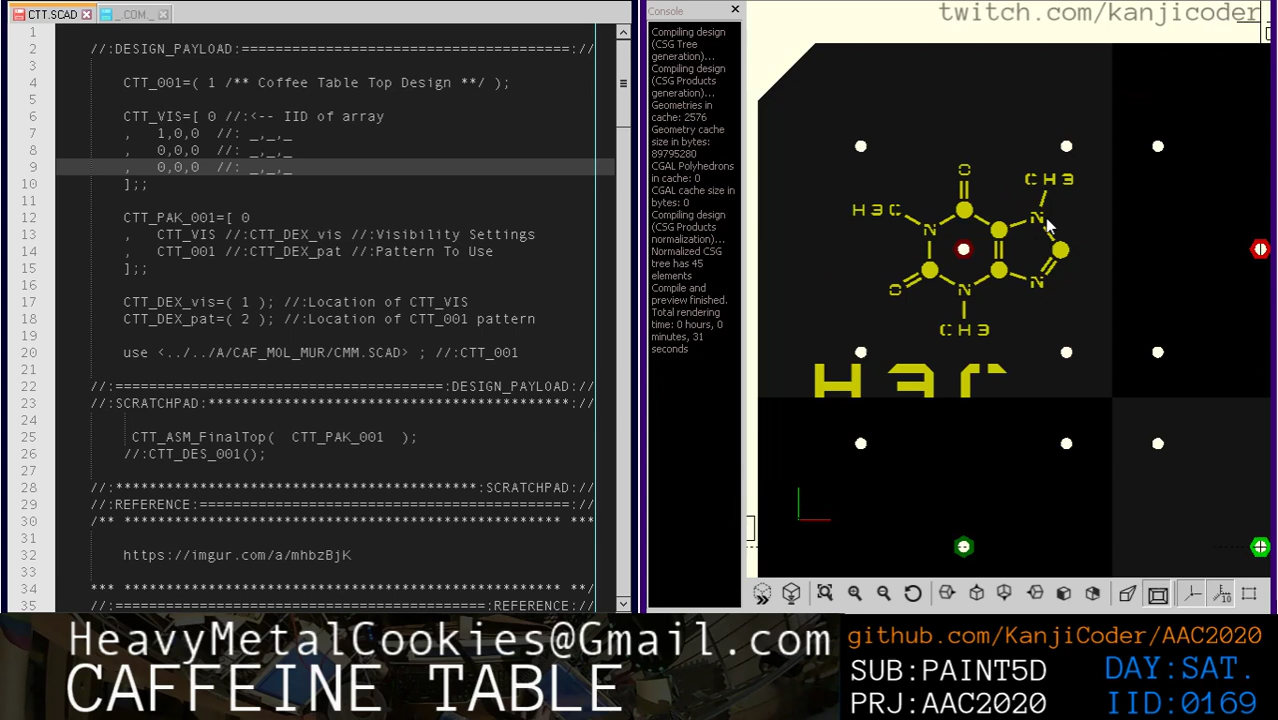 CTT.SCAD
_.COM_
1
2 //:DESIGN_PAYLOAD:========================================://
3
4 CTT_001=( 1 /** Coffee Table Top Design **/ );
5
6 CTT_VIS=[ 0 //:<-- IID of array
7 ,   1,0,0  //: _,_,_
8 ,   0,0,0  //: _,_,_
9 ,   0,0,0  //: _,_,_
10 ];;
11
12 CTT_PAK_001=[ 0
13 ,   CTT_VIS //:CTT_DEX_vis //:Visibility Settings
14 ,   CTT_001 //:CTT_DEX_pat //:Pattern To Use
15 ];;
16
17 CTT_DEX_vis=( 1 ); //:Location of CTT_VIS
18 CTT_DEX_pat=( 2 ); //:Location of CTT_001 pattern
19
20 use <../../A/CAF_MOL_MUR/CMM.SCAD> ; //:CTT_001
21
22 //:========================================:DESIGN_PAYLOAD://
23 //:SCRATCHPAD:********************************************://
24
25 CTT_ASM_FinalTop(  CTT_PAK_001  );
26 //:CTT_DES_001();
27
28 //:********************************************:SCRATCHPAD://
29 //:REFERENCE:=============================================://
30 /** ***************************************************** ***
31
32 https://imgur.com/a/mhbzBjK
33
34 *** ***************************************************** **/
35 //:=============================================:REFERENCE://
Console
Compiling design
(CSG Tree
generation)...
Compiling design
(CSG Products
generation)...
Geometries in
cache: 2576
Geometry cache
size in bytes:
89795280
CGAL Polyhedrons
in cache: 0
CGAL cache size in
bytes: 0
Compiling design
(CSG Products
normalization)...
Normalized CSG
tree has 45
elements
Compile and
preview finished.
Total rendering
time: 0 hours, 0
minutes, 31
seconds
twitch.com/kanjicoder
O
CH3
H3C
N
N
O
N
N
CH3
H3C
10
HeavyMetalCookies@Gmail.com
CAFFEINE TABLE
github.com/KanjiCoder/AAC2020
SUB:PAINT5D
DAY:SAT.
PRJ:AAC2020
IID:0169